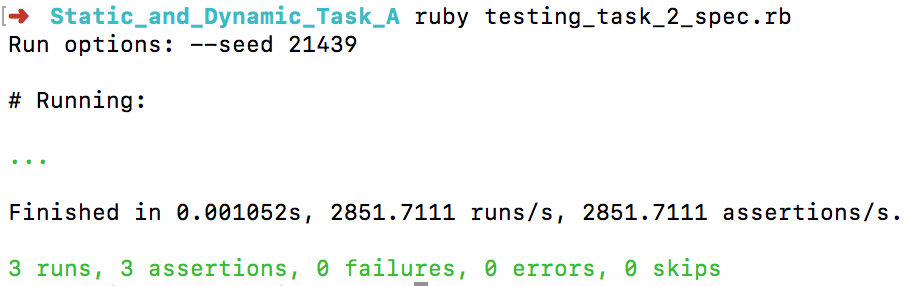 [➜ Static_and_Dynamic_Task_A ruby testing_task_2_spec.rb
Run options: --seed 21439
# Running:
...
Finished in 0.001052s, 2851.7111 runs/s, 2851.7111 assertions/s.
3 runs, 3 assertions, 0 failures, 0 errors, 0 skips